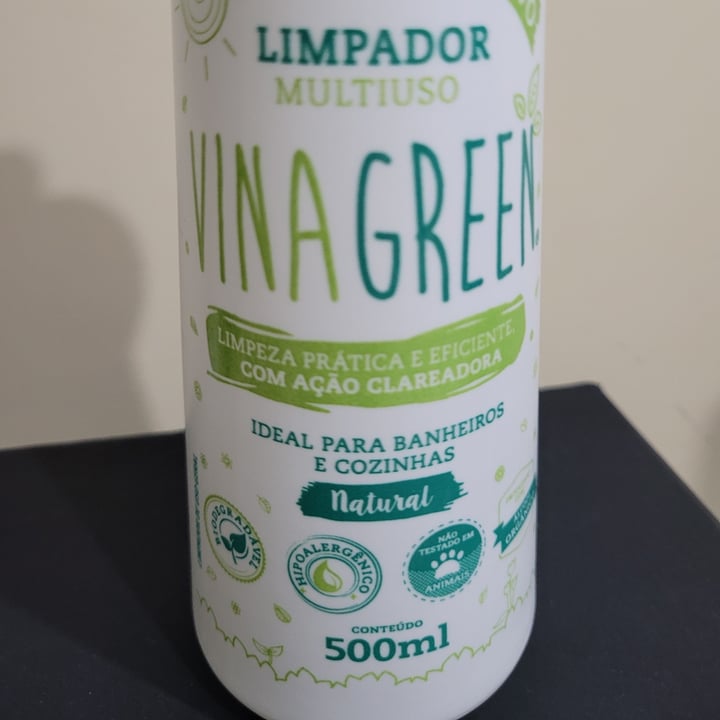 LIMPADOR
MULTIUSO
VINAGREEN
LIMPEZA PRÁTICA E EFICIENTE,
COM AÇÃO CLAREADORA
IDEAL PARA BANHEIROS
E COZINHAS
Natural
BIODEGRADÁVEL
HIPOALERGÊNICO
NÃO
TESTADO EM
ANIMAIS
CONTEÚDO
500ml